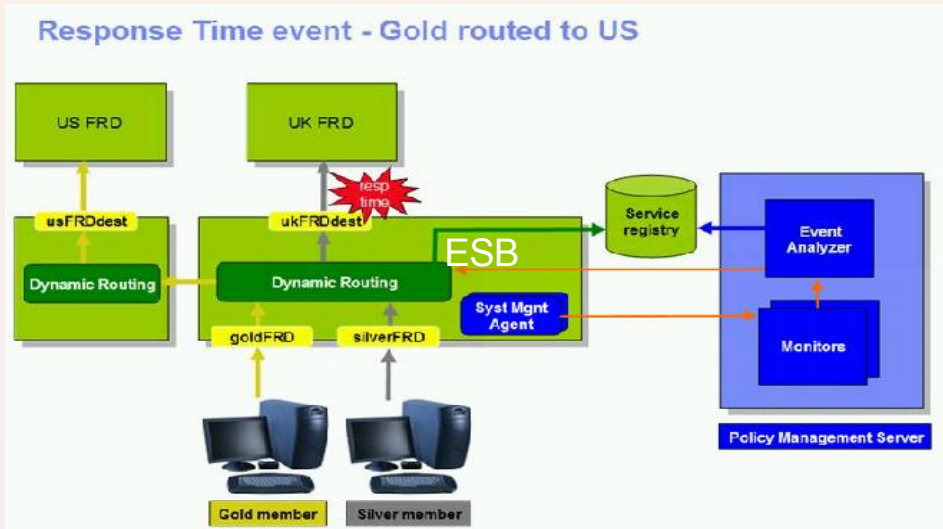 Response Time event - Gold routed to US
US FRD
UK FRD
resp
time
usFRDdest
ukFRDdest
Service
registry
Event
Analyzer
ESB
Dynamic Routing
Dynamic Routing
Syst Mgnt
Agent
goldFRD
silverFRD
Monitors
Policy Management Server
Gold member
Silver member